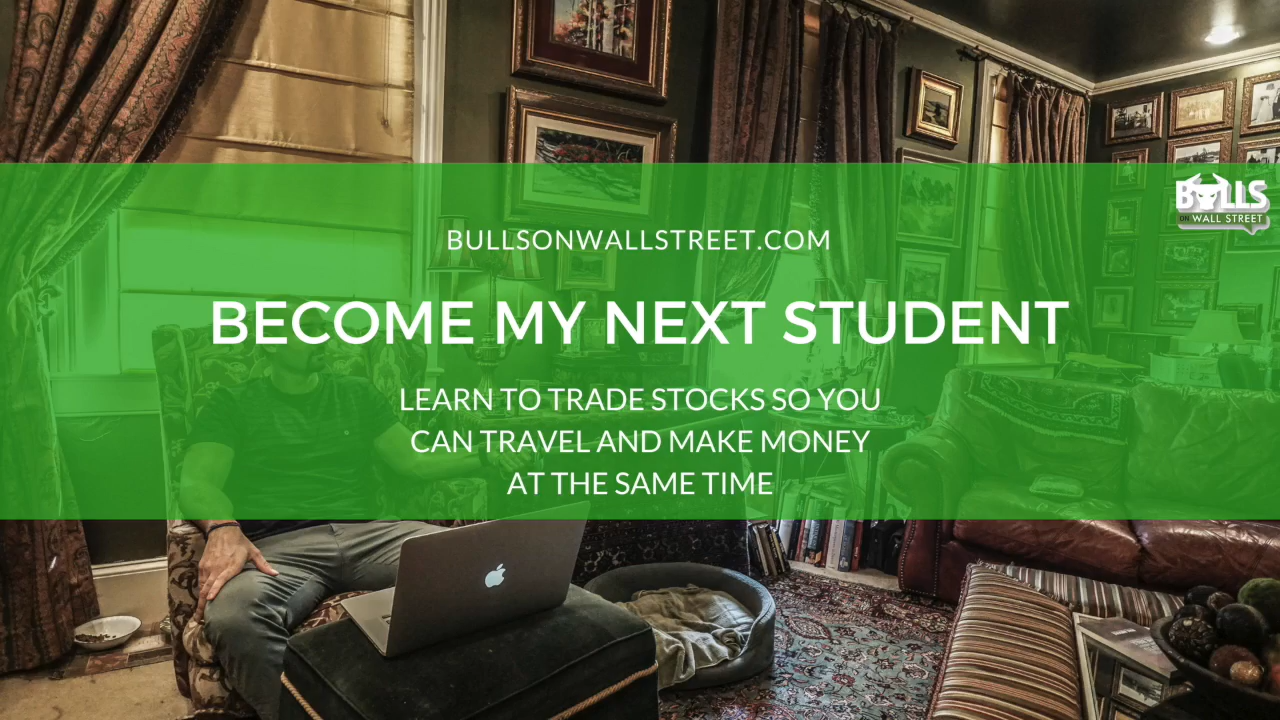 BULLS
ON WALL STREET
BULLSONWALLSTREET.COM
BECOME MY NEXT STUDENT
LEARN TO TRADE STOCKS SO YOU
CAN TRAVEL AND MAKE MONEY
AT THE SAME TIME